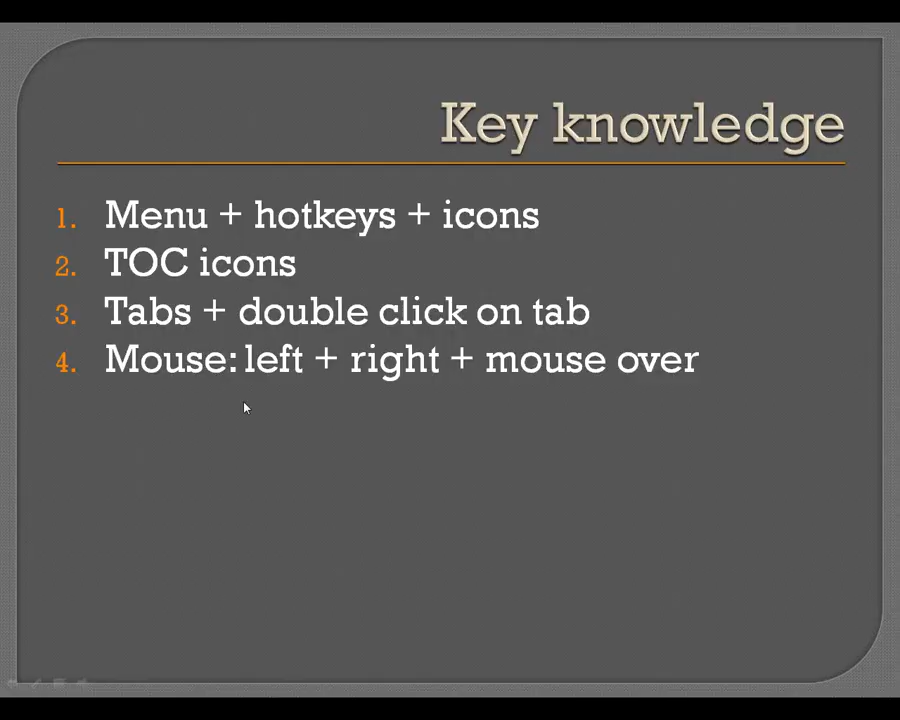 Key knowledge
1. Menu + hotkeys + icons
2. TOC icons
3. Tabs + double click on tab
4. Mouse: left + right + mouse over